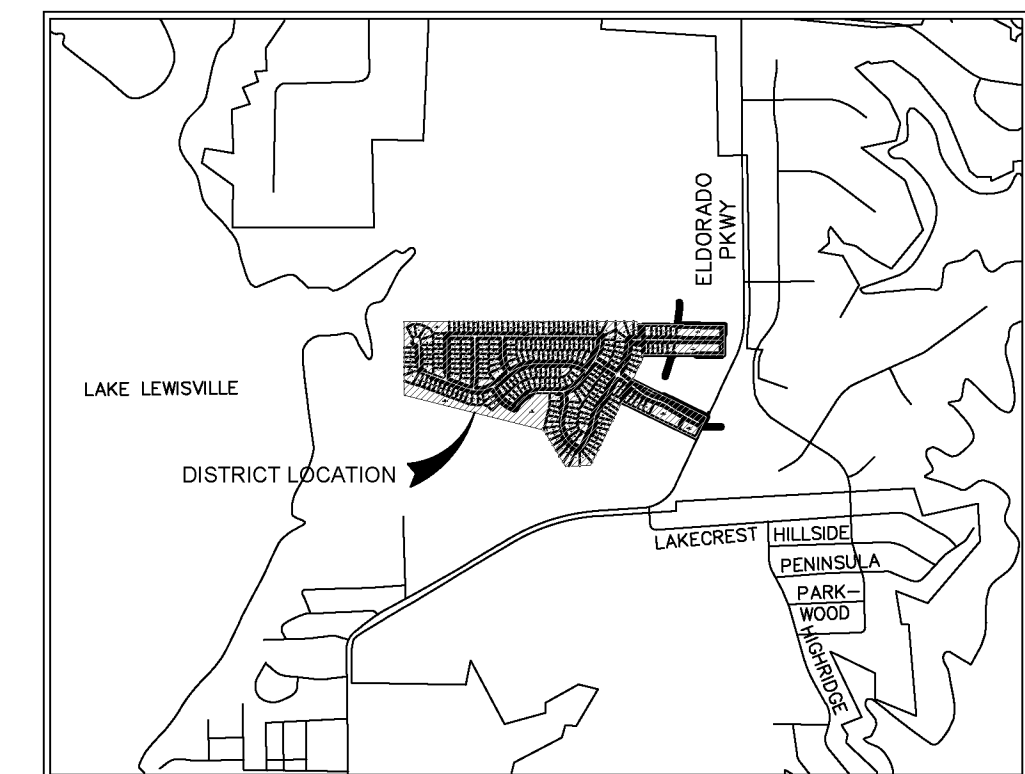 ELDORADO
PKWY
LAKE LEWISVILLE
DISTRICT LOCATION
LAKECREST
HILLSIDE
PENINSULA
PARK-
WOOD
HIGHRIDGE